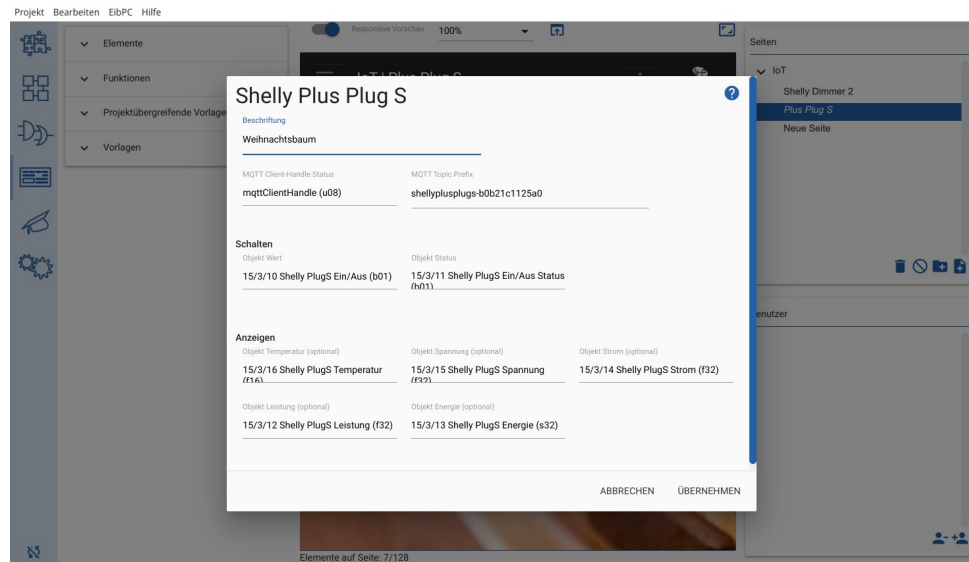 Projekt Bearbeiten EibPC Hilfe
Responsive Vorschau 100%
Elemente
Funktionen
Projektübergreifende Vorlage
Vorlagen
IoT | Plus Plug S
Seiten
IoT
Shelly Dimmer 2
Plus Plug S
Neue Seite
Shelly Plus Plug S
Beschriftung
Weihnachtsbaum
MQTT Client-Handle Status MQTT Topic Prefix
mqttClientHandle (u08) shellyplusplugs-b0b21c1125a0
Schalten
Objekt Wert Objekt Status
15/3/10 Shelly PlugS Ein/Aus (b01) 15/3/11 Shelly PlugS Ein/Aus Status
(b01)
Anzeigen
Objekt Temperatur (optional) Objekt Spannung (optional) Objekt Strom (optional)
15/3/16 Shelly PlugS Temperatur 15/3/15 Shelly PlugS Spannung 15/3/14 Shelly PlugS Strom (f32)
(f16) (f32)
Objekt Leistung (optional) Objekt Energie (optional)
15/3/12 Shelly PlugS Leistung (f32) 15/3/13 Shelly PlugS Energie (s32)
ABBRECHEN ÜBERNEHMEN
enutzer
Elemente auf Seite: 7/128